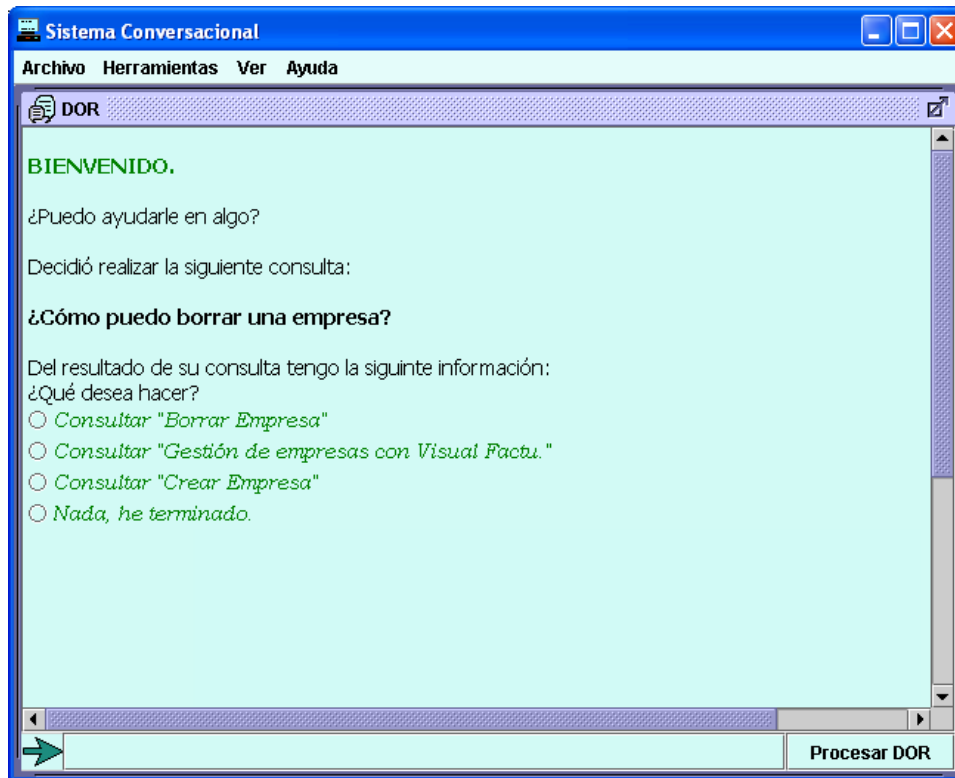 Sistema Conversacional
Archivo Herramientas Ver Ayuda
DOR
BIENVENIDO.
¿Puedo ayudarle en algo?
Decidió realizar la siguiente consulta:
¿Cómo puedo borrar una empresa?
Del resultado de su consulta tengo la siguinte información:
¿Qué desea hacer?
Consultar "Borrar Empresa"
Consultar "Gestión de empresas con Visual Factu."
Consultar "Crear Empresa"
Nada, he terminado.
Procesar DOR